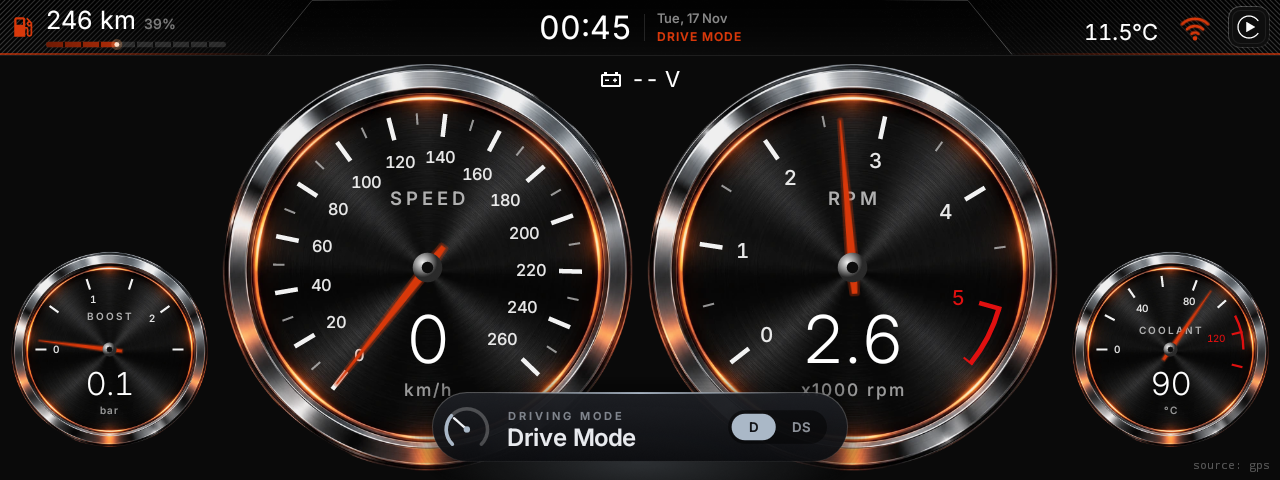 246 km 39%
00:45
Tue, 17 Nov
DRIVE MODE
11.5°C
-- V
SPEED
0
20
40
60
80
100
120
140
160
180
200
220
240
260
0
km/h
RPM
0
1
2
3
4
5
2.6
x1000 rpm
BOOST
0
1
2
0.1
bar
COOLANT
0
40
80
120
90
°C
DRIVING MODE
Drive Mode
D DS
source: gps